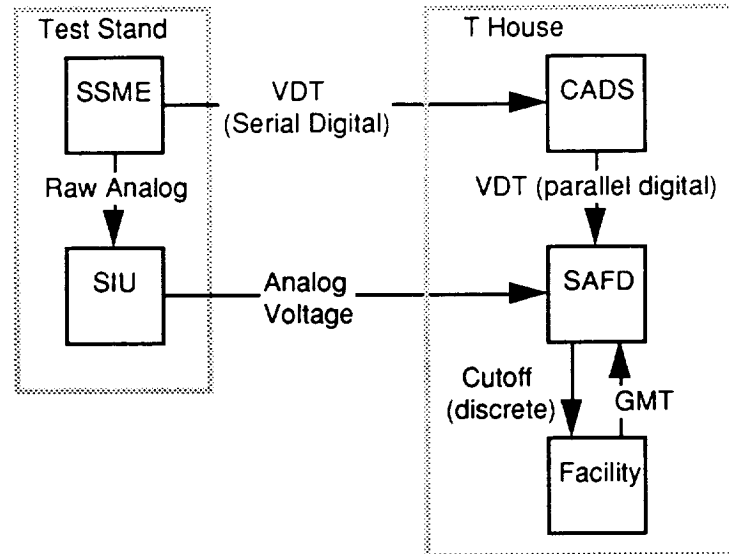 Test Stand
T House
SSME
VDT
(Serial Digital)
CADS
Raw Analog
VDT (parallel digital)
SIU
Analog
Voltage
SAFD
Cutoff
(discrete)
GMT
Facility